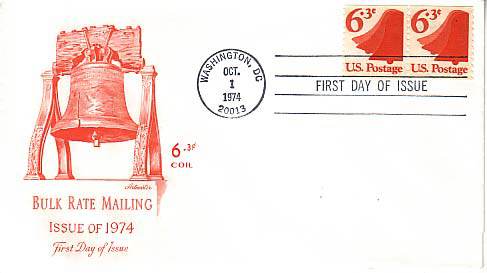 6.3¢ 6.3¢
U.S. Postage U.S. Postage
WASHINGTON, DC
OCT.
1
1974
20013
FIRST DAY OF ISSUE
6.3¢
COIL
Artmaster
BULK RATE MAILING
ISSUE OF 1974
First Day of Issue